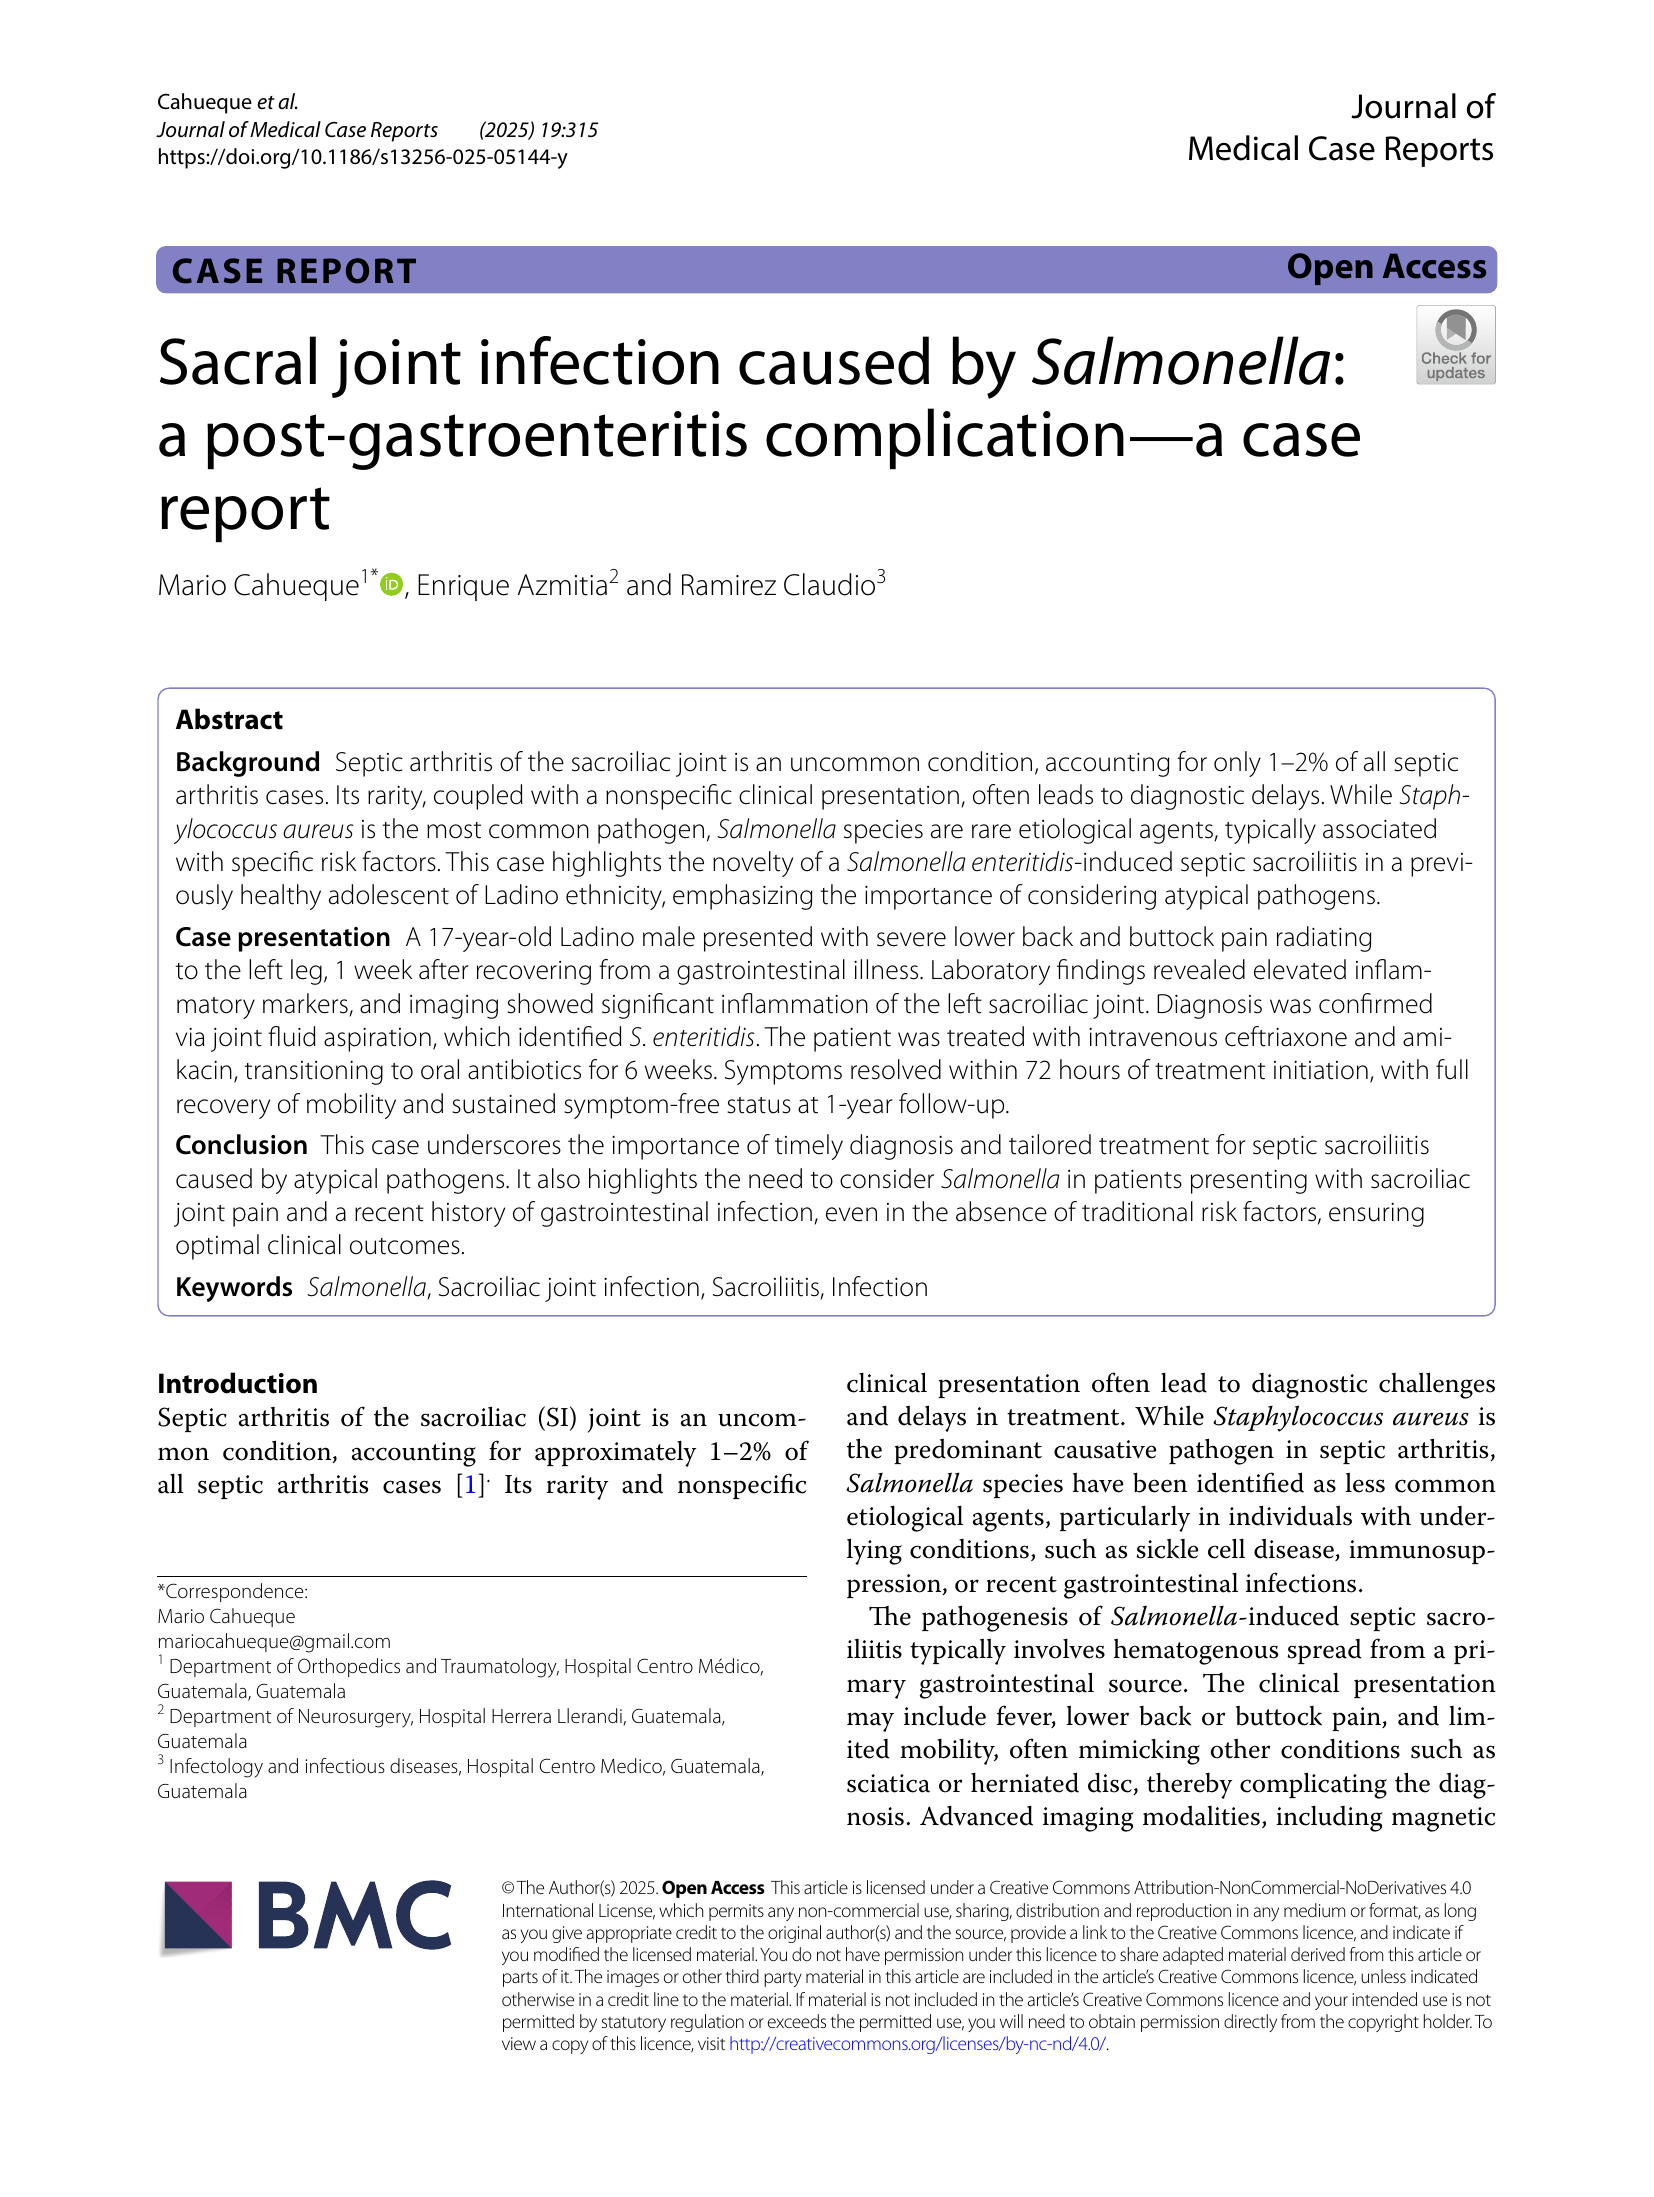 Cahueque et al.
Journal of Medical Case Reports (2025) 19:315
https://doi.org/10.1186/s13256-025-05144-y
Journal of
Medical Case Reports
CASE REPORT
Open Access
Check for
updates
Sacral joint infection caused by Salmonella:
a post-gastroenteritis complication—a case
report
Mario Cahueque1* iD, Enrique Azmitia2 and Ramirez Claudio3
Abstract
Background Septic arthritis of the sacroiliac joint is an uncommon condition, accounting for only 1–2% of all septic
arthritis cases. Its rarity, coupled with a nonspecific clinical presentation, often leads to diagnostic delays. While Staph-
ylococcus aureus is the most common pathogen, Salmonella species are rare etiological agents, typically associated
with specific risk factors. This case highlights the novelty of a Salmonella enteritidis-induced septic sacroiliitis in a previ-
ously healthy adolescent of Ladino ethnicity, emphasizing the importance of considering atypical pathogens.
Case presentation A 17-year-old Ladino male presented with severe lower back and buttock pain radiating
to the left leg, 1 week after recovering from a gastrointestinal illness. Laboratory findings revealed elevated inflam-
matory markers, and imaging showed significant inflammation of the left sacroiliac joint. Diagnosis was confirmed
via joint fluid aspiration, which identified S. enteritidis. The patient was treated with intravenous ceftriaxone and ami-
kacin, transitioning to oral antibiotics for 6 weeks. Symptoms resolved within 72 hours of treatment initiation, with full
recovery of mobility and sustained symptom-free status at 1-year follow-up.
Conclusion This case underscores the importance of timely diagnosis and tailored treatment for septic sacroiliitis
caused by atypical pathogens. It also highlights the need to consider Salmonella in patients presenting with sacroiliac
joint pain and a recent history of gastrointestinal infection, even in the absence of traditional risk factors, ensuring
optimal clinical outcomes.
Keywords Salmonella, Sacroiliac joint infection, Sacroiliitis, Infection
Introduction
Septic arthritis of the sacroiliac (SI) joint is an uncom-
mon condition, accounting for approximately 1–2% of
all septic arthritis cases [1]. Its rarity and nonspecific
clinical presentation often lead to diagnostic challenges
and delays in treatment. While Staphylococcus aureus is
the predominant causative pathogen in septic arthritis,
Salmonella species have been identified as less common
etiological agents, particularly in individuals with under-
lying conditions, such as sickle cell disease, immunosup-
pression, or recent gastrointestinal infections.
The pathogenesis of Salmonella-induced septic sacro-
iliitis typically involves hematogenous spread from a pri-
mary gastrointestinal source. The clinical presentation
may include fever, lower back or buttock pain, and lim-
ited mobility, often mimicking other conditions such as
sciatica or herniated disc, thereby complicating the diag-
nosis. Advanced imaging modalities, including magnetic
*Correspondence:
Mario Cahueque
mariocahueque@gmail.com
1 Department of Orthopedics and Traumatology, Hospital Centro Médico,
Guatemala, Guatemala
2 Department of Neurosurgery, Hospital Herrera Llerandi, Guatemala,
Guatemala
3 Infectology and infectious diseases, Hospital Centro Medico, Guatemala,
Guatemala
BMC
© The Author(s) 2025. Open Access This article is licensed under a Creative Commons Attribution-NonCommercial-NoDerivatives 4.0
International License, which permits any non-commercial use, sharing, distribution and reproduction in any medium or format, as long
as you give appropriate credit to the original author(s) and the source, provide a link to the Creative Commons licence, and indicate if
you modified the licensed material. You do not have permission under this licence to share adapted material derived from this article or
parts of it. The images or other third party material in this article are included in the article's Creative Commons licence, unless indicated
otherwise in a credit line to the material. If material is not included in the article's Creative Commons licence and your intended use is not
permitted by statutory regulation or exceeds the permitted use, you will need to obtain permission directly from the copyright holder. To
view a copy of this licence, visit http://creativecommons.org/licenses/by-nc-nd/4.0/.